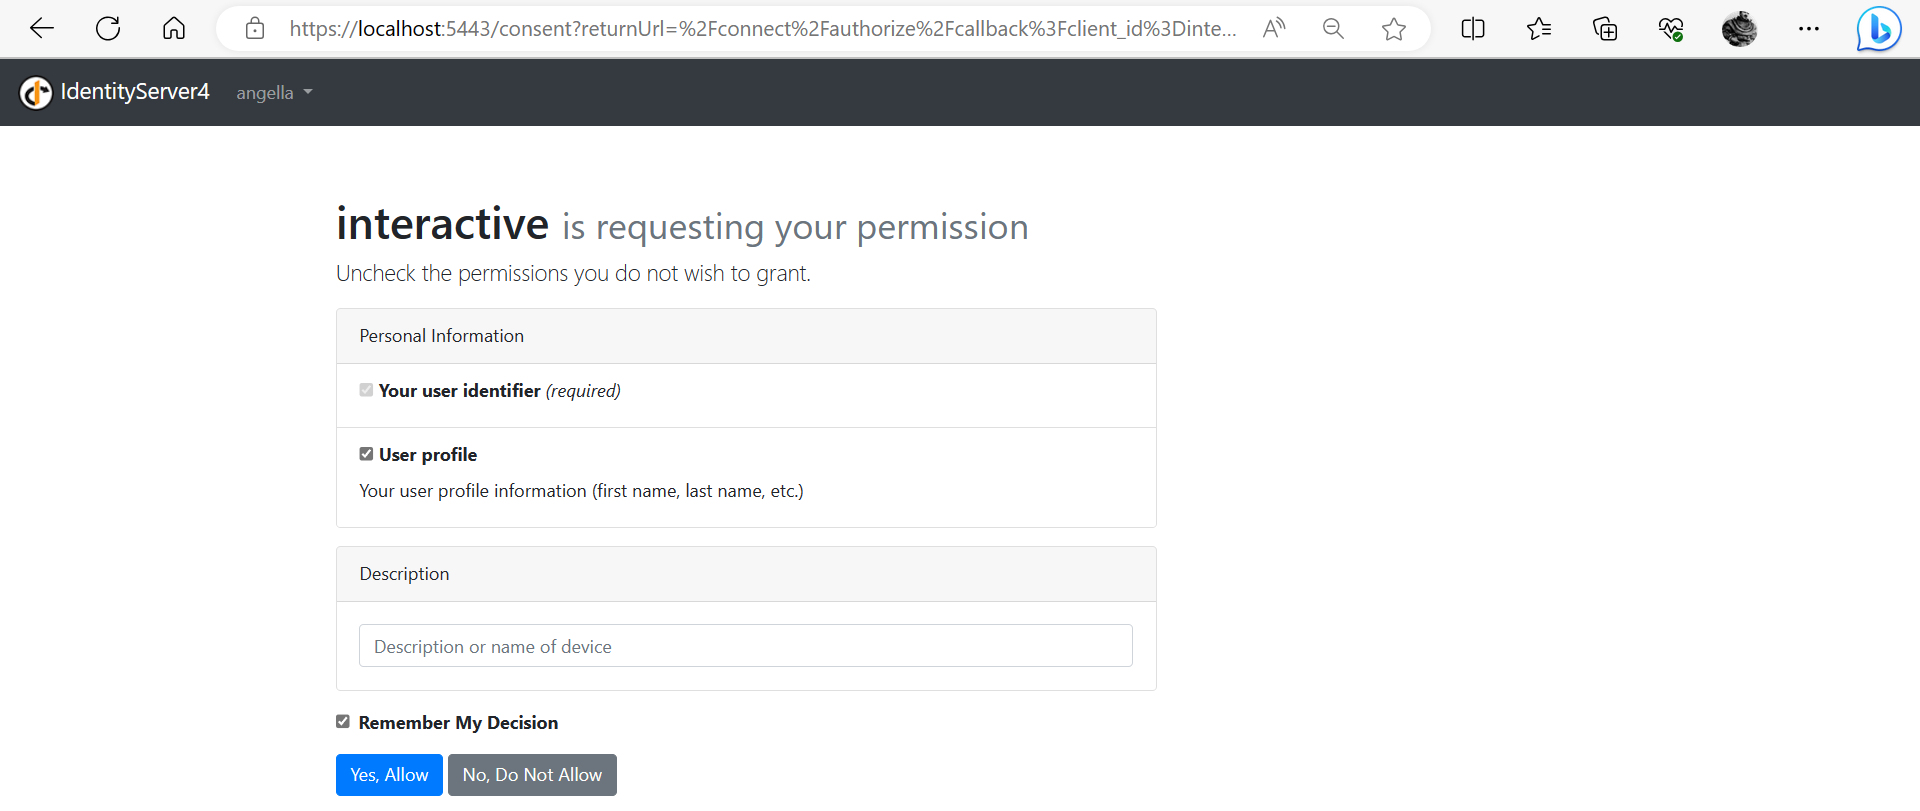 https://localhost:5443/consent?returnUrl=%2Fconnect%2Fauthorize%2Fcallback%3Fclient_id%3Dinte...
IdentityServer4 angella
interactive is requesting your permission
Uncheck the permissions you do not wish to grant.
Personal Information
Your user identifier (required)
User profile
Your user profile information (first name, last name, etc.)
Description
Description or name of device
Remember My Decision
Yes, Allow No, Do Not Allow